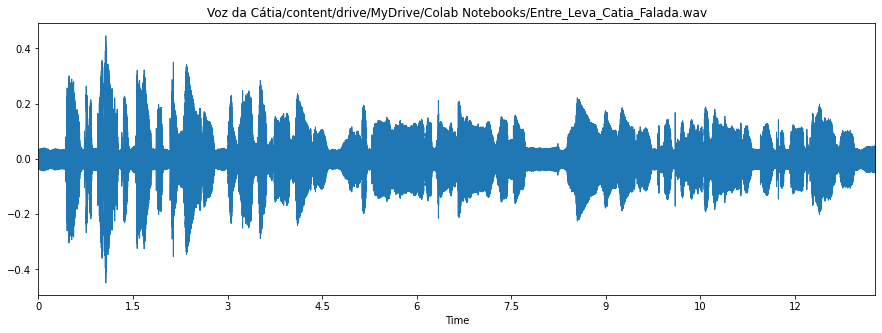 Voz da Cátia/content/drive/MyDrive/Colab Notebooks/Entre_Leva_Catia_Falada.wav
0.4
0.2
0.0
−0.2
−0.4
0 1.5 3 4.5 6 7.5 9 10 12
Time